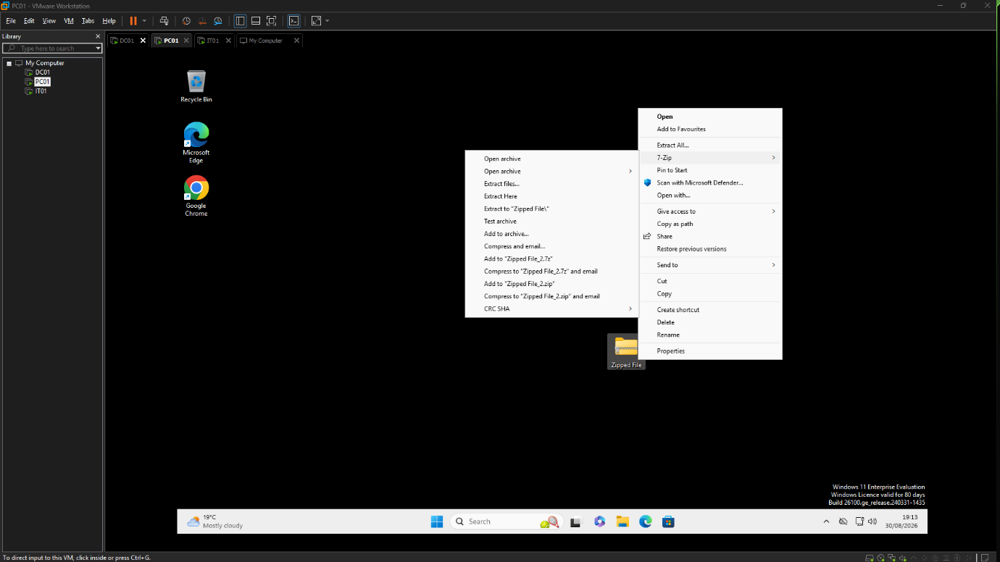 PC01 - VMware Workstation
File Edit View VM Tabs Help
Library
Type here to search
My Computer
DC01
PC01
IT01
DC01
PC01
IT01
My Computer
Recycle Bin
Microsoft
Edge
Google
Chrome
Open archive
Open archive
Extract files...
Extract Here
Extract to "Zipped File\"
Test archive
Add to archive...
Compress and email...
Add to "Zipped File_2.7z"
Compress to "Zipped File_2.7z" and email
Add to "Zipped File_2.zip"
Compress to "Zipped File_2.zip" and email
CRC SHA
Open
Add to Favourites
Extract All...
7-Zip
Pin to Start
Scan with Microsoft Defender...
Open with...
Give access to
Copy as path
Share
Restore previous versions
Send to
Cut
Copy
Create shortcut
Delete
Rename
Properties
Zipped File
Windows 11 Enterprise Evaluation
Windows Licence valid for 80 days
Build 26100.ge_release.240331-1435
19°C
Mostly cloudy
Search
19:13
30/08/2026
To direct input to this VM, click inside or press Ctrl+G.